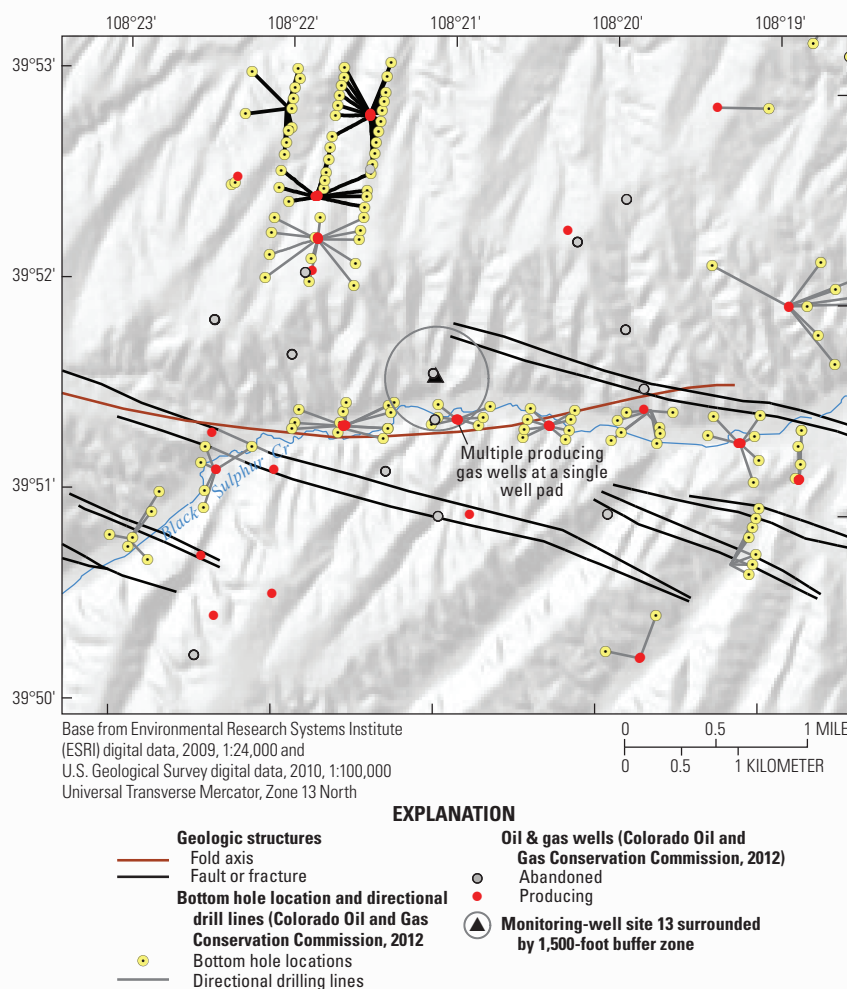 108°23' 108°22' 108°21' 108°20' 108°19'
39°53'
39°52'
39°51'
39°50'
Multiple producing
gas wells at a single
well pad
Black Sulphur Cr
Base from Environmental Research Systems Institute
(ESRI) digital data, 2009, 1:24,000 and
U.S. Geological Survey digital data, 2010, 1:100,000
Universal Transverse Mercator, Zone 13 North
0 0.5 1 MILE
0 0.5 1 KILOMETER
EXPLANATION
Geologic structures
Fold axis
Fault or fracture
Bottom hole location and directional
drill lines (Colorado Oil and Gas
Conservation Commission, 2012
Bottom hole locations
Directional drilling lines
Oil & gas wells (Colorado Oil and
Gas Conservation Commission, 2012)
Abandoned
Producing
Monitoring-well site 13 surrounded
by 1,500-foot buffer zone